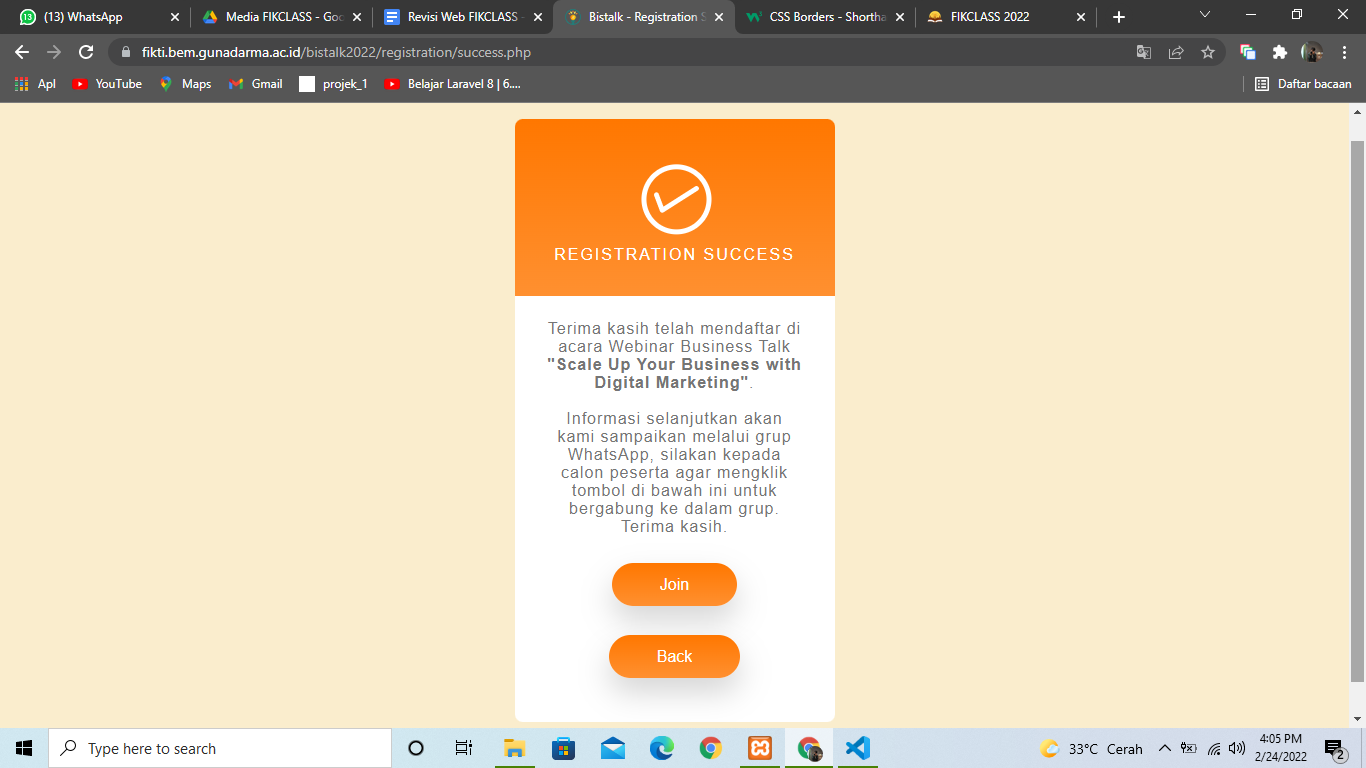 (13) WhatsApp
Media FIKCLASS - Goo
Revisi Web FIKCLASS -
Bistalk - Registration S
CSS Borders - Shortha
FIKCLASS 2022
fikti.bem.gunadarma.ac.id/bistalk2022/registration/success.php
Apl
YouTube
Maps
Gmail
projek_1
Belajar Laravel 8 | 6....
Daftar bacaan
REGISTRATION SUCCESS
Terima kasih telah mendaftar di
acara Webinar Business Talk
"Scale Up Your Business with
Digital Marketing".
Informasi selanjutkan akan
kami sampaikan melalui grup
WhatsApp, silakan kepada
calon peserta agar mengklik
tombol di bawah ini untuk
bergabung ke dalam grup.
Terima kasih.
Join
Back
Type here to search
33°C Cerah
4:05 PM
2/24/2022
2